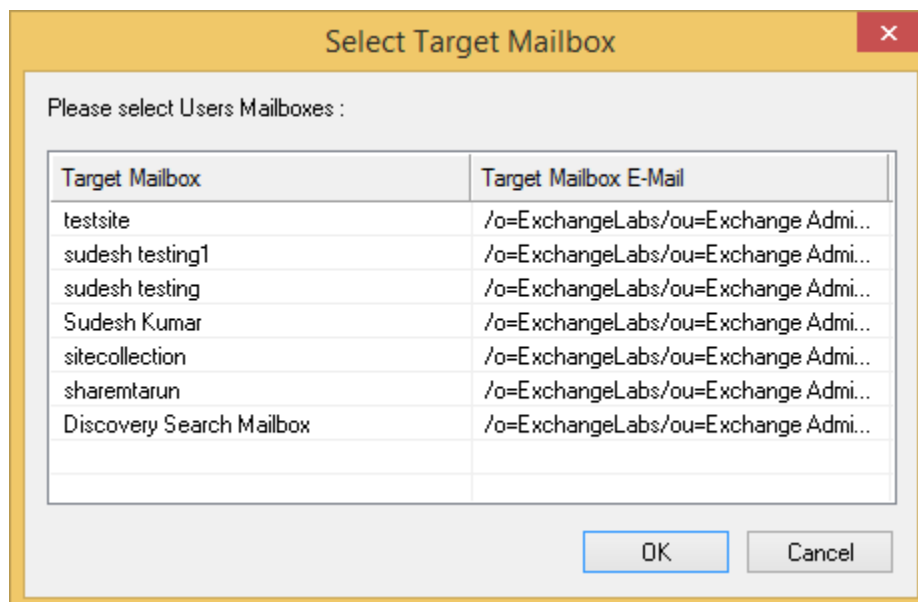 Select Target Mailbox
Please select Users Mailboxes :
Target Mailbox Target Mailbox E-Mail
testsite /o=ExchangeLabs/ou=Exchange Admi...
sudesh testing1 /o=ExchangeLabs/ou=Exchange Admi...
sudesh testing /o=ExchangeLabs/ou=Exchange Admi...
Sudesh Kumar /o=ExchangeLabs/ou=Exchange Admi...
sitecollection /o=ExchangeLabs/ou=Exchange Admi...
sharemtarun /o=ExchangeLabs/ou=Exchange Admi...
Discovery Search Mailbox /o=ExchangeLabs/ou=Exchange Admi...
OK Cancel